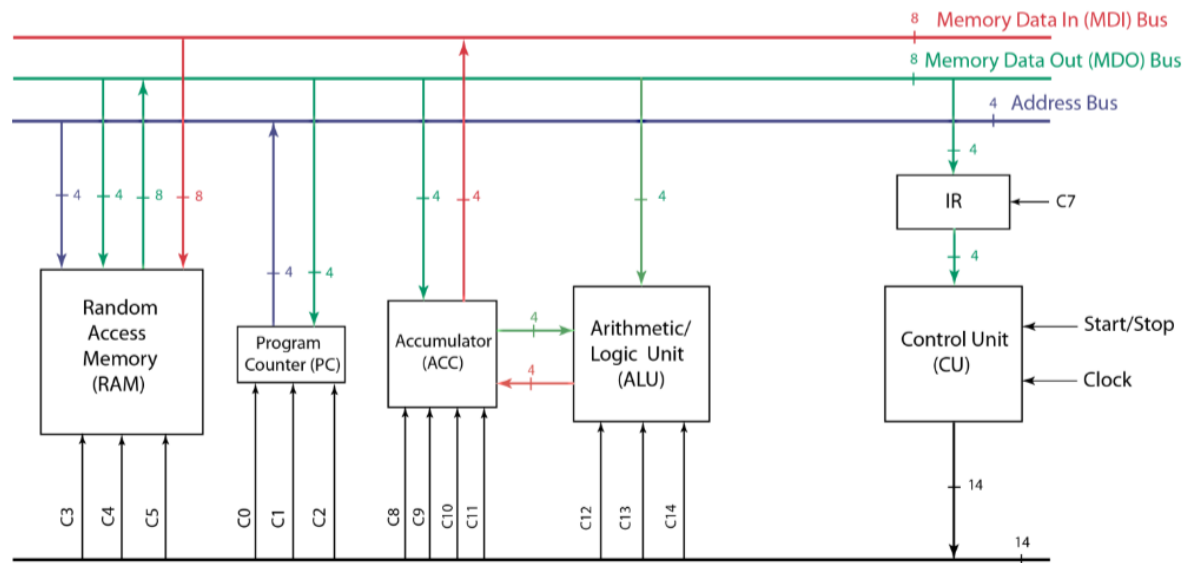 8 Memory Data In (MDI) Bus
8 Memory Data Out (MDO) Bus
4 Address Bus
4
4
4
8
8
4
4
4
4
4
IR
C7
4
Random
Access
Memory
(RAM)
Program
Counter (PC)
Accumulator
(ACC)
4
4
Arithmetic/
Logic Unit
(ALU)
Control Unit
(CU)
Start/Stop
Clock
C3
C4
C5
C0
C1
C2
C8
C9
C10
C11
C12
C13
C14
14
14